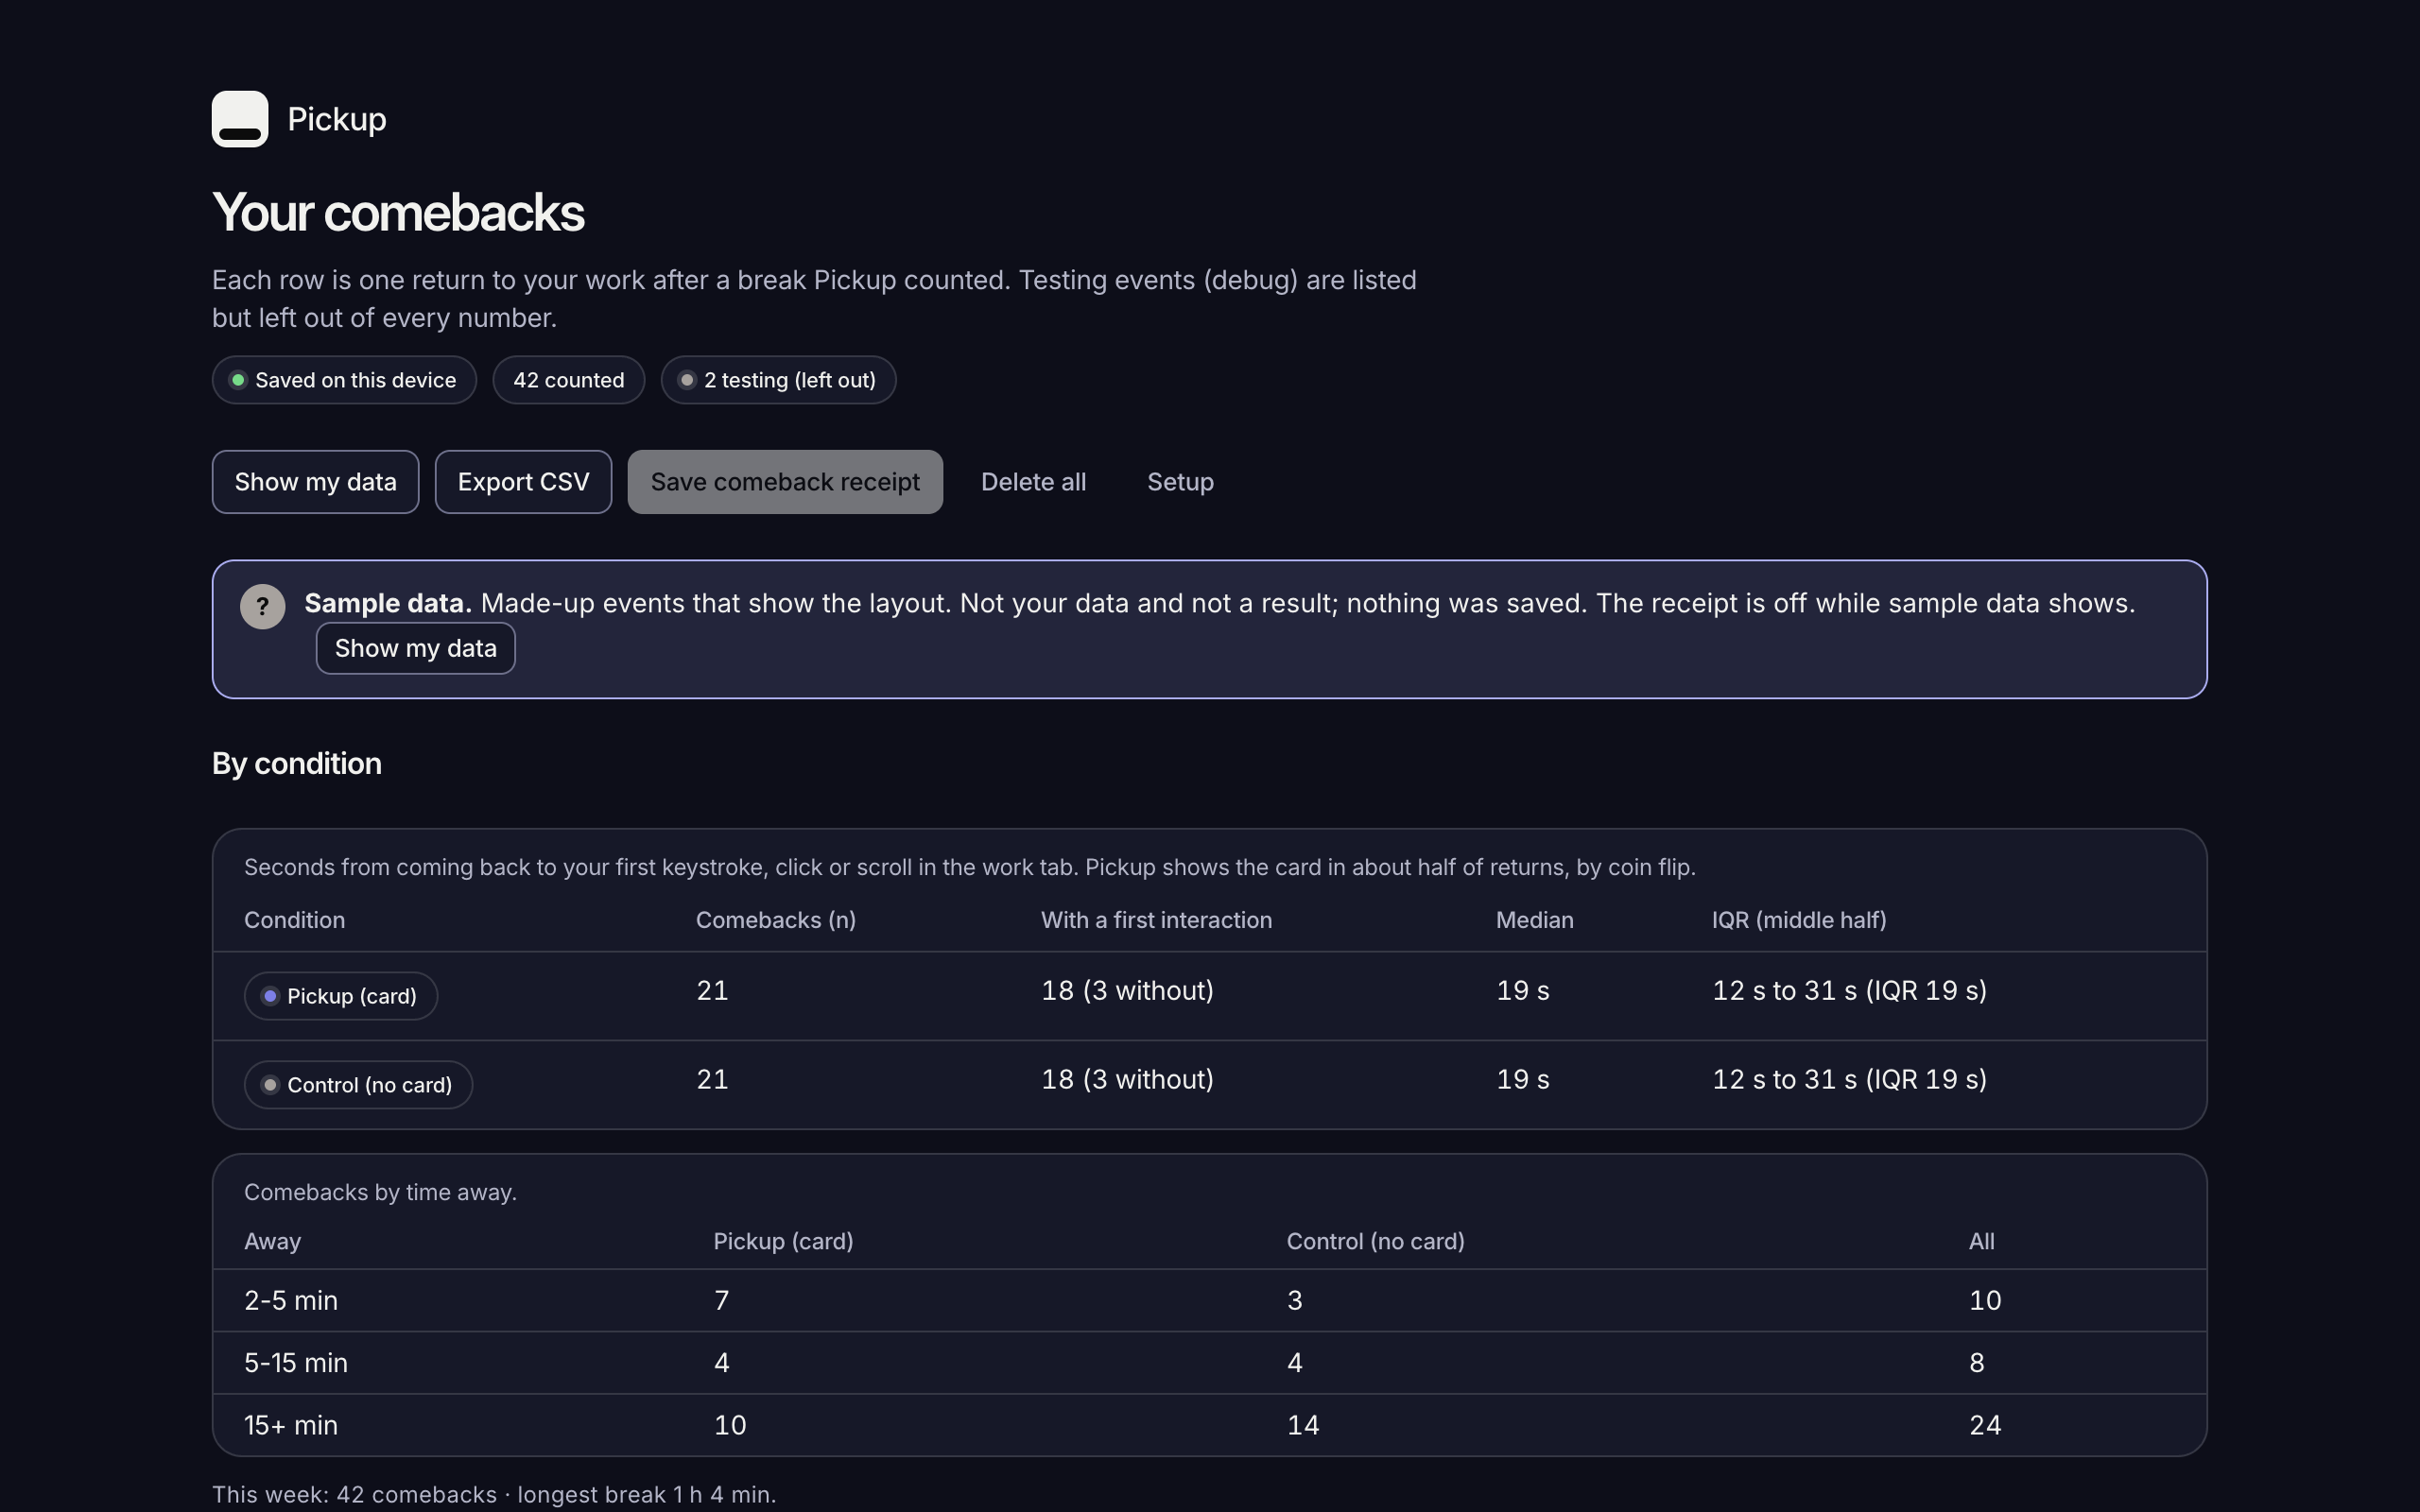 Pickup
Your comebacks
Each row is one return to your work after a break Pickup counted. Testing events (debug) are listed
but left out of every number.
Saved on this device 42 counted 2 testing (left out)
Show my data Export CSV Save comeback receipt Delete all Setup
? Sample data. Made-up events that show the layout. Not your data and not a result; nothing was saved. The receipt is off while sample data shows.
Show my data
By condition
Seconds from coming back to your first keystroke, click or scroll in the work tab. Pickup shows the card in about half of returns, by coin flip.
Condition Comebacks (n) With a first interaction Median IQR (middle half)
Pickup (card) 21 18 (3 without) 19 s 12 s to 31 s (IQR 19 s)
Control (no card) 21 18 (3 without) 19 s 12 s to 31 s (IQR 19 s)
Comebacks by time away.
Away Pickup (card) Control (no card) All
2-5 min 7 3 10
5-15 min 4 4 8
15+ min 10 14 24
This week: 42 comebacks · longest break 1 h 4 min.